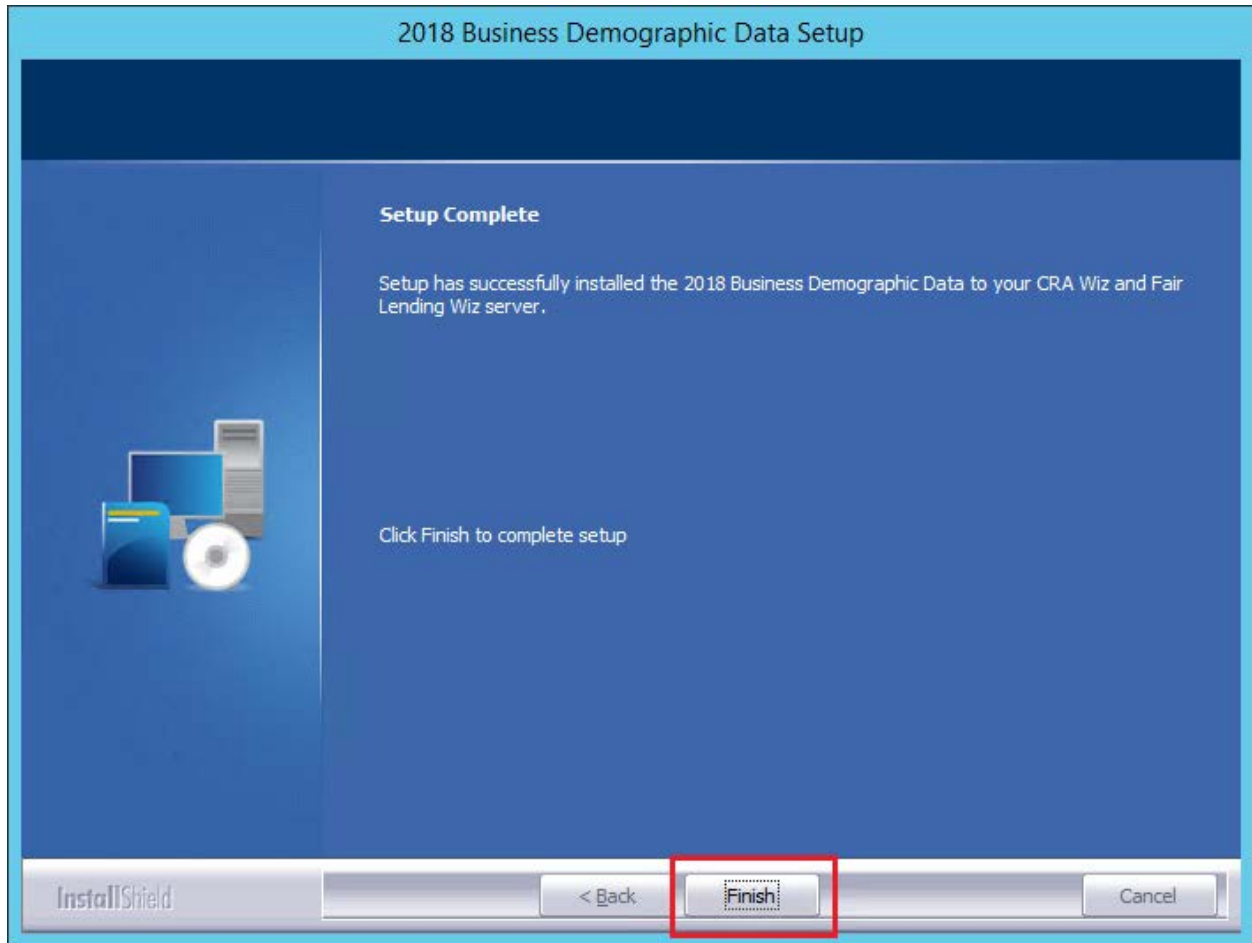 2018 Business Demographic Data Setup
Setup Complete
Setup has successfully installed the 2018 Business Demographic Data to your CRA Wiz and Fair
Lending Wiz server.
Click Finish to complete setup
InstallShield
< Back
Finish
Cancel